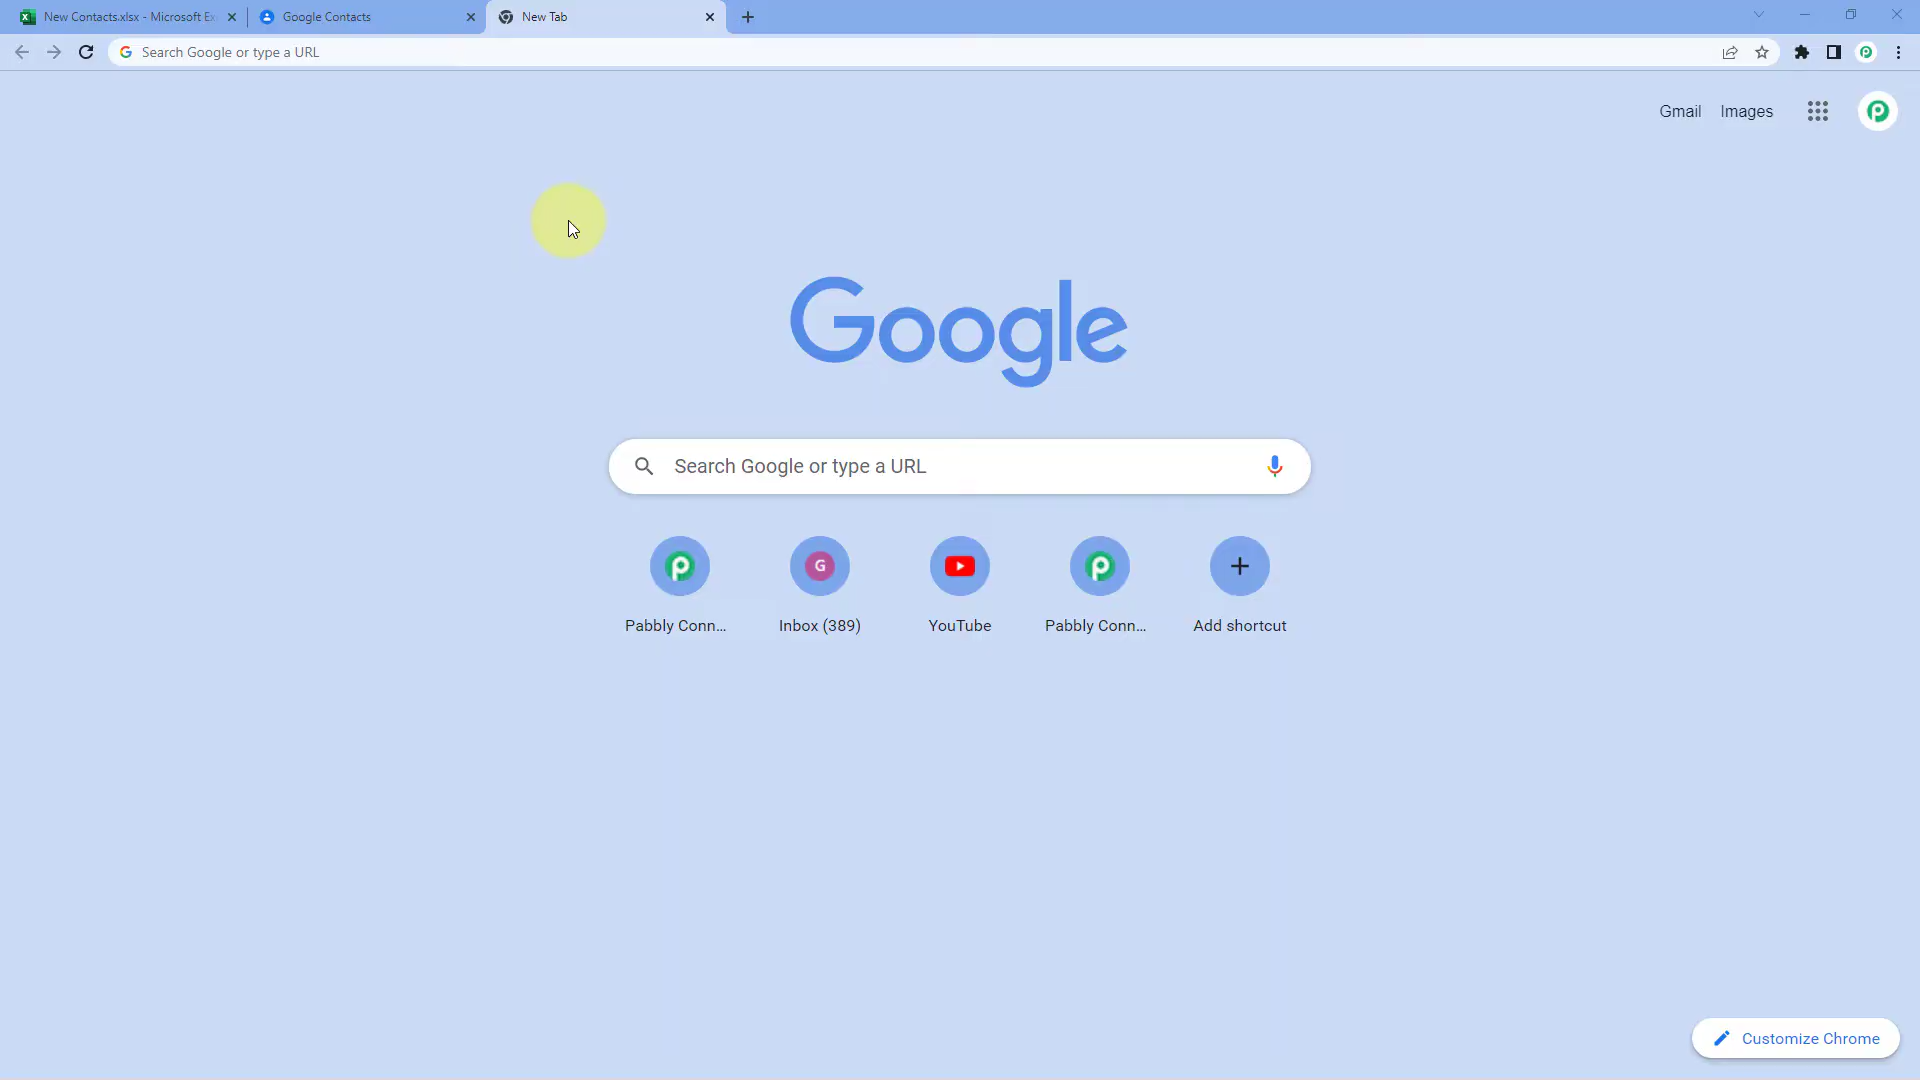 New Contacts.xlsx - Microsoft Ex
Google Contacts
New Tab
Search Google or type a URL
Gmail
Images
Google
Search Google or type a URL
Pabbly Conn...
G
Inbox (389)
YouTube
Pabbly Conn...
Add shortcut
Customize Chrome